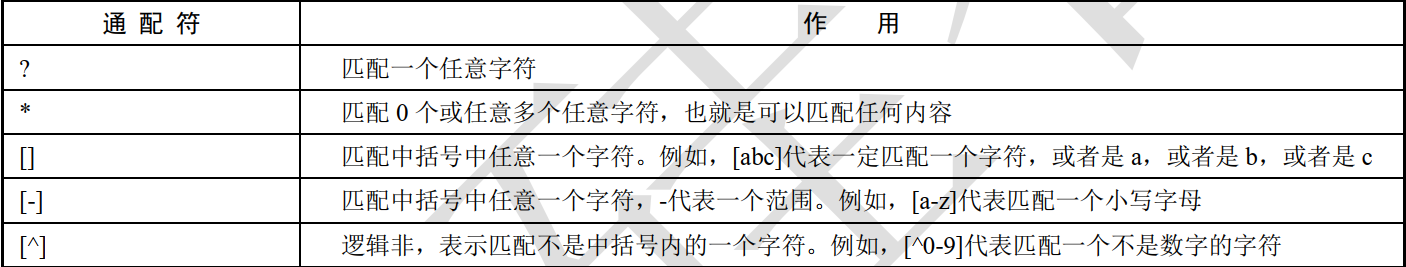 通 配 符 作 用
? 匹配一个任意字符
* 匹配 0 个或任意多个任意字符，也就是可以匹配任何内容
[] 匹配中括号中任意一个字符。例如，[abc]代表一定匹配一个字符，或者是 a，或者是 b，或者是 c
[-] 匹配中括号中任意一个字符，-代表一个范围。例如，[a-z]代表匹配一个小写字母
[^] 逻辑非，表示匹配不是中括号内的一个字符。例如，[^0-9]代表匹配一个不是数字的字符